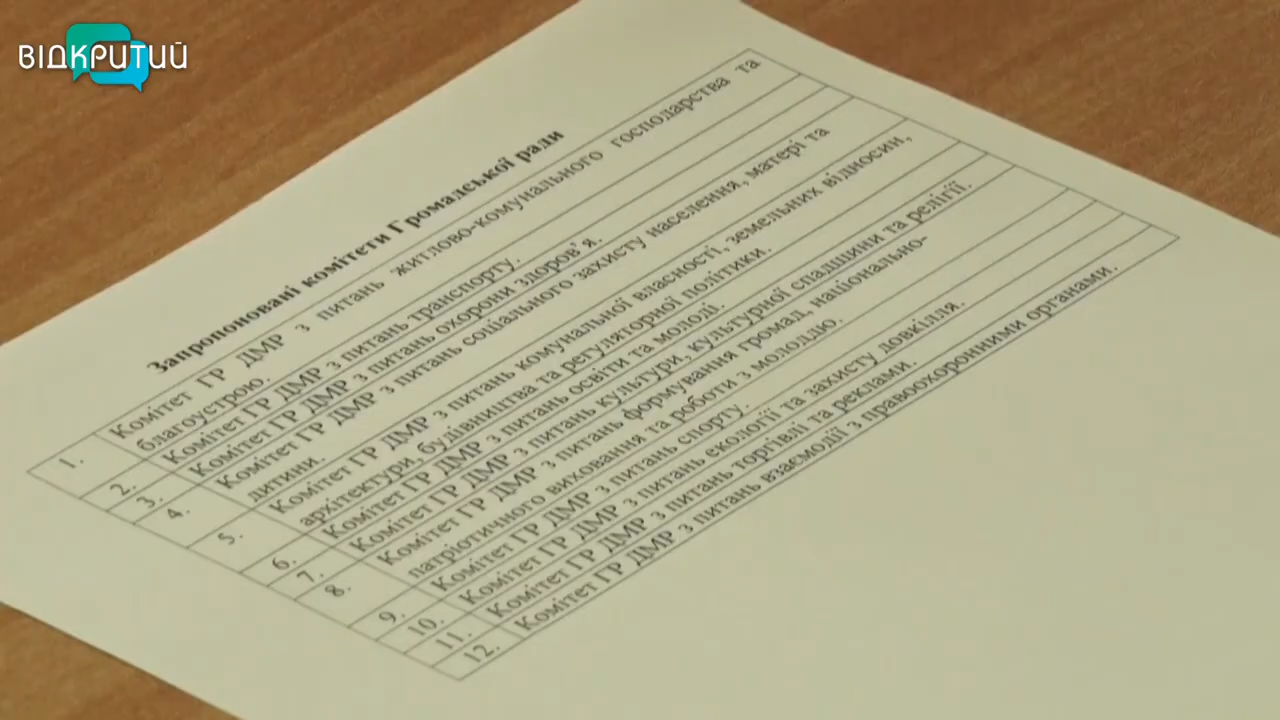 ВІДКРИТИЙ
Запропоновані комітети Громадської ради
1. Комітет ГР ДМР з питань житлово-комунального господарства та
благоустрою.
2. Комітет ГР ДМР з питань транспорту.
3. Комітет ГР ДМР з питань охорони здоров'я.
4. Комітет ГР ДМР з питань соціального захисту населення, матері та
дитини.
5. Комітет ГР ДМР з питань комунальної власності, земельних відносин,
архітектури, будівництва та регуляторної політики.
6. Комітет ГР ДМР з питань освіти та молоді.
7. Комітет ГР ДМР з питань культури, культурної спадщини та релігії.
8. Комітет ГР ДМР з питань формування громад, національно-
патріотичного виховання та роботи з молоддю.
9. Комітет ГР ДМР з питань спорту.
10. Комітет ГР ДМР з питань екології та захисту довкілля.
11. Комітет ГР ДМР з питань торгівлі та реклами.
12. Комітет ГР ДМР з питань взаємодії з правоохоронними органами.